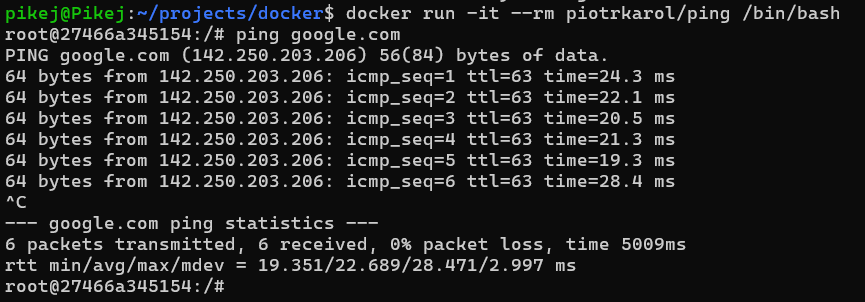 pikej@Pikej:~/projects/docker$ docker run -it --rm piotrkarol/ping /bin/bash
root@27466a345154:/# ping google.com
PING google.com (142.250.203.206) 56(84) bytes of data.
64 bytes from 142.250.203.206: icmp_seq=1 ttl=63 time=24.3 ms
64 bytes from 142.250.203.206: icmp_seq=2 ttl=63 time=22.1 ms
64 bytes from 142.250.203.206: icmp_seq=3 ttl=63 time=20.5 ms
64 bytes from 142.250.203.206: icmp_seq=4 ttl=63 time=21.3 ms
64 bytes from 142.250.203.206: icmp_seq=5 ttl=63 time=19.3 ms
64 bytes from 142.250.203.206: icmp_seq=6 ttl=63 time=28.4 ms
^C
--- google.com ping statistics ---
6 packets transmitted, 6 received, 0% packet loss, time 5009ms
rtt min/avg/max/mdev = 19.351/22.689/28.471/2.997 ms
root@27466a345154:/#